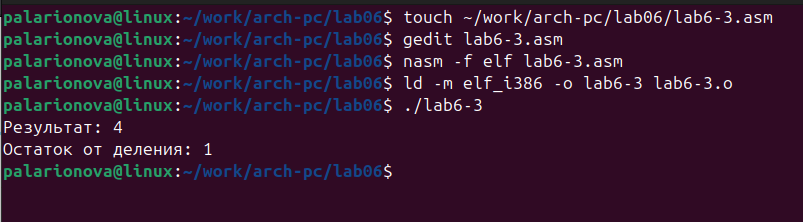 palarionova@linux:~/work/arch-pc/lab06$ touch ~/work/arch-pc/lab06/lab6-3.asm
palarionova@linux:~/work/arch-pc/lab06$ gedit lab6-3.asm
palarionova@linux:~/work/arch-pc/lab06$ nasm -f elf lab6-3.asm
palarionova@linux:~/work/arch-pc/lab06$ ld -m elf_i386 -o lab6-3 lab6-3.o
palarionova@linux:~/work/arch-pc/lab06$ ./lab6-3
Результат: 4
Остаток от деления: 1
palarionova@linux:~/work/arch-pc/lab06$